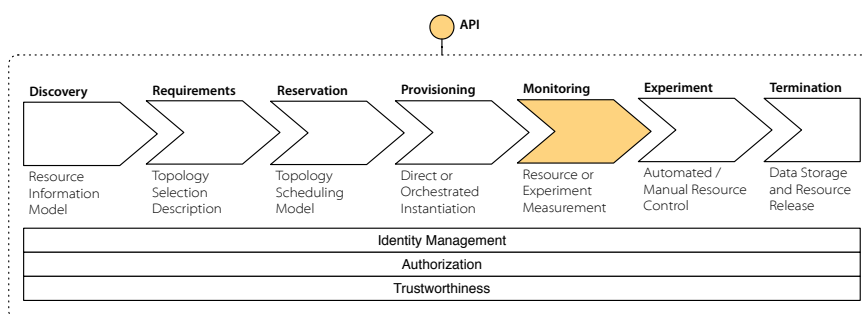 API
Discovery
Requirements
Reservation
Provisioning
Monitoring
Experiment
Termination
Resource
Information
Model
Topology
Selection
Description
Topology
Scheduling
Model
Direct or
Orchestrated
Instantiation
Resource or
Experiment
Measurement
Automated /
Manual Resource
Control
Data Storage
and Resource
Release
Identity Management
Authorization
Trustworthiness